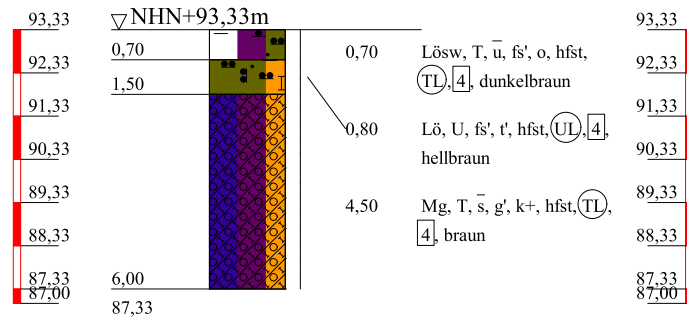 93,33
92,33
91,33
90,33
89,33
88,33
87,33
87,00
NHN+93,33m
0,70
1,50
6,00
87,33
0,70 Lösw, T, u̅, fs', o, hfst,
TL, 4, dunkelbraun
0,80 Lö, U, fs', t', hfst, UL, 4,
hellbraun
4,50 Mg, T, s̅, g', k+, hfst, TL,
4, braun
93,33
92,33
91,33
90,33
89,33
88,33
87,33
87,00